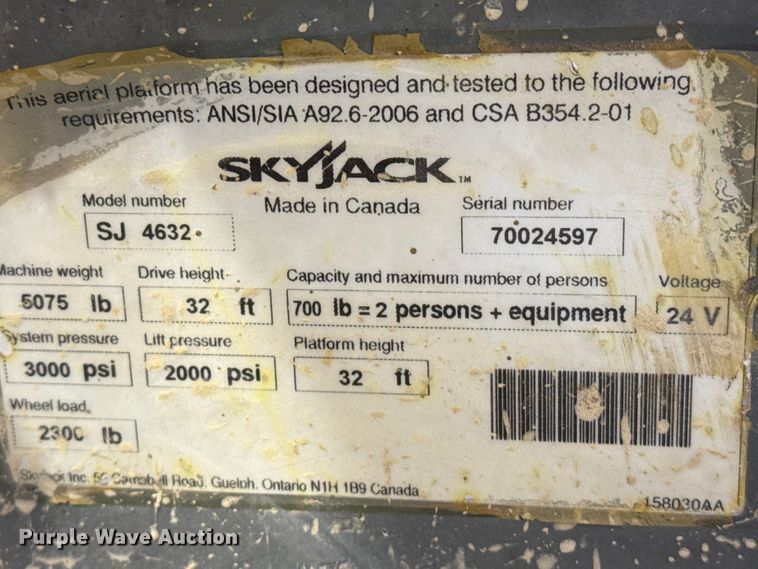 This aerial platform has been designed and tested to the following
requirements: ANSI/SIA A92.6-2006 and CSA B354.2-01
SKYJACK™
Model number
Made in Canada
Serial number
SJ 4632
70024597
Machine weight
Drive height
Capacity and maximum number of persons
Voltage
5075 lb
32 ft
700 lb = 2 persons + equipment
24 V
System pressure
Lift pressure
Platform height
3000 psi
2000 psi
32 ft
Wheel load
2300 lb
Skyjack Inc. Campbell Road. Guelph. Ontario N1H 1B9 Canada
158030AA
Purple Wave Auction